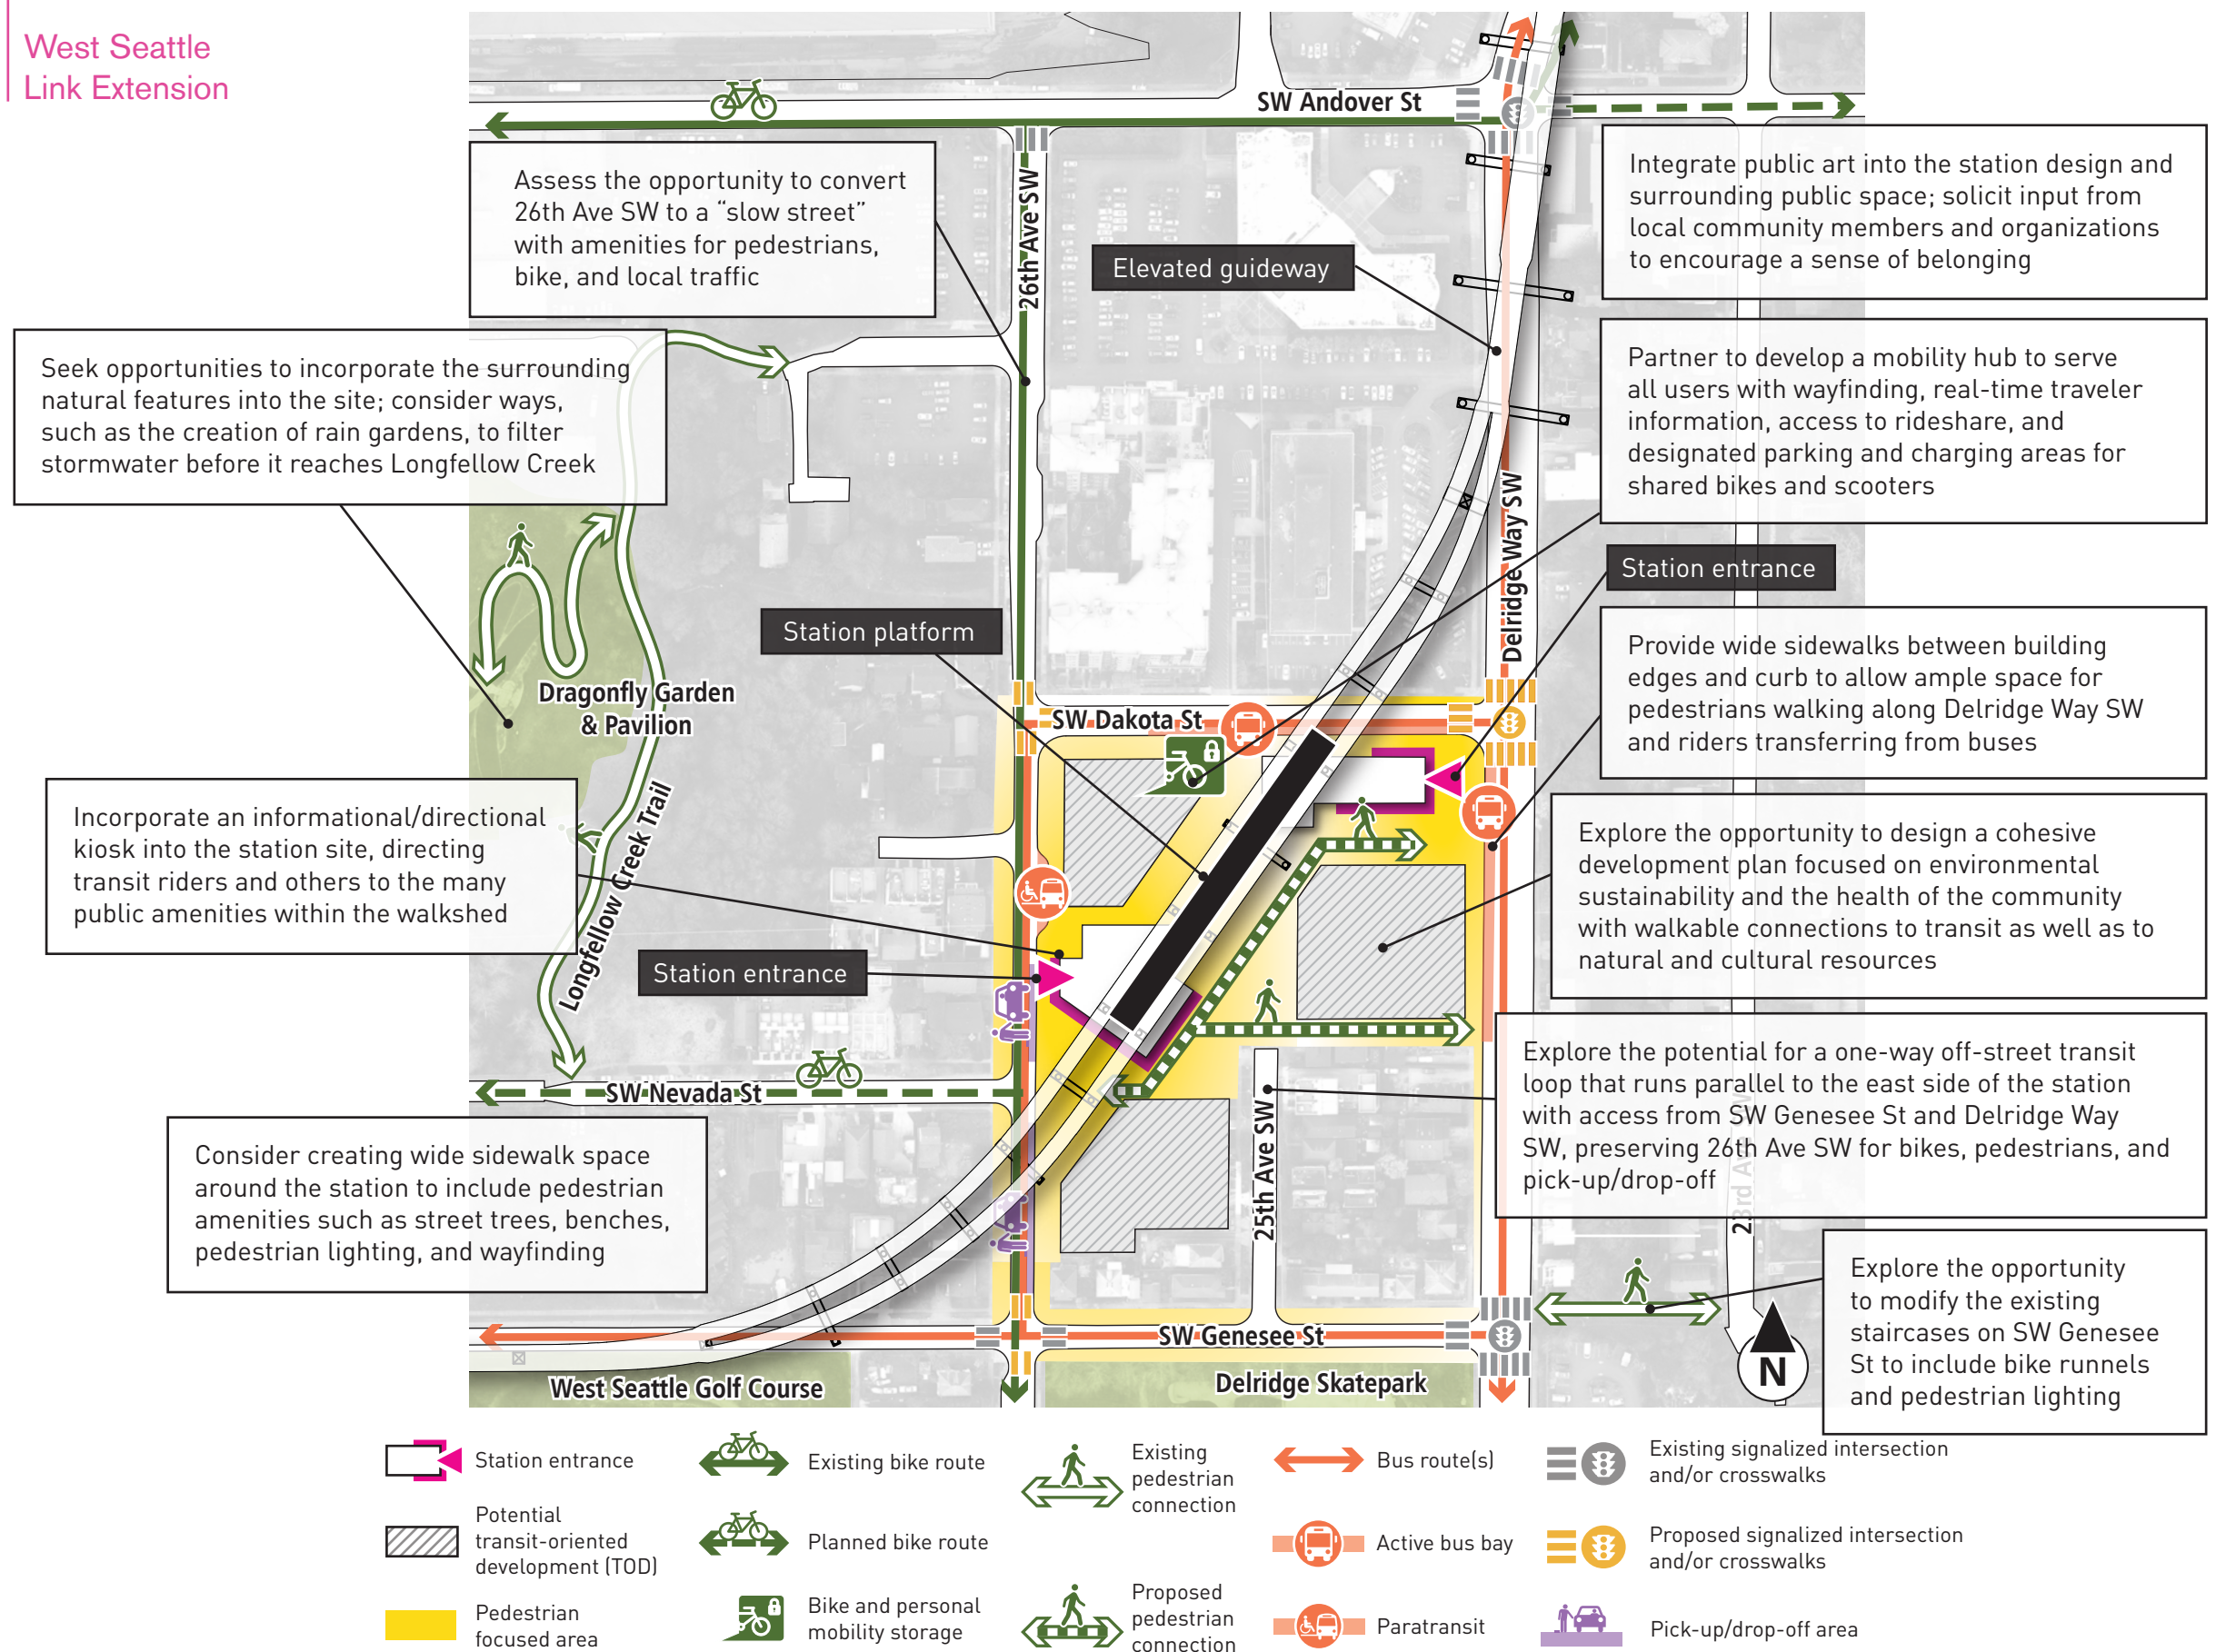 West Seattle
Link Extension
SW Andover St
Assess the opportunity to convert
26th Ave SW to a “slow street”
with amenities for pedestrians,
bike, and local traffic
26th Ave SW
Elevated guideway
Integrate public art into the station design and
surrounding public space; solicit input from
local community members and organizations
to encourage a sense of belonging
Seek opportunities to incorporate the surrounding
natural features into the site; consider ways,
such as the creation of rain gardens, to filter
stormwater before it reaches Longfellow Creek
Partner to develop a mobility hub to serve
all users with wayfinding, real-time traveler
information, access to rideshare, and
designated parking and charging areas for
shared bikes and scooters
Delridge Way SW
Station entrance
Station platform
Provide wide sidewalks between building
edges and curb to allow ample space for
pedestrians walking along Delridge Way SW
and riders transferring from buses
Dragonfly Garden
& Pavilion
SW Dakota St
Incorporate an informational/directional
kiosk into the station site, directing
transit riders and others to the many
public amenities within the walkshed
Longfellow Creek Trail
Explore the opportunity to design a cohesive
development plan focused on environmental
sustainability and the health of the community
with walkable connections to transit as well as to
natural and cultural resources
Station entrance
Explore the potential for a one-way off-street transit
loop that runs parallel to the east side of the station
with access from SW Genesee St and Delridge Way
SW, preserving 26th Ave SW for bikes, pedestrians, and
pick-up/drop-off
SW Nevada St
25th Ave SW
23rd Ave SW
Consider creating wide sidewalk space
around the station to include pedestrian
amenities such as street trees, benches,
pedestrian lighting, and wayfinding
Explore the opportunity
to modify the existing
staircases on SW Genesee
St to include bike runnels
and pedestrian lighting
SW Genesee St
West Seattle Golf Course
Delridge Skatepark
N
Station entrance
Potential
transit-oriented
development (TOD)
Pedestrian
focused area
Existing bike route
Planned bike route
Bike and personal
mobility storage
Existing
pedestrian
connection
Proposed
pedestrian
connection
Bus route(s)
Active bus bay
Paratransit
Existing signalized intersection
and/or crosswalks
Proposed signalized intersection
and/or crosswalks
Pick-up/drop-off area